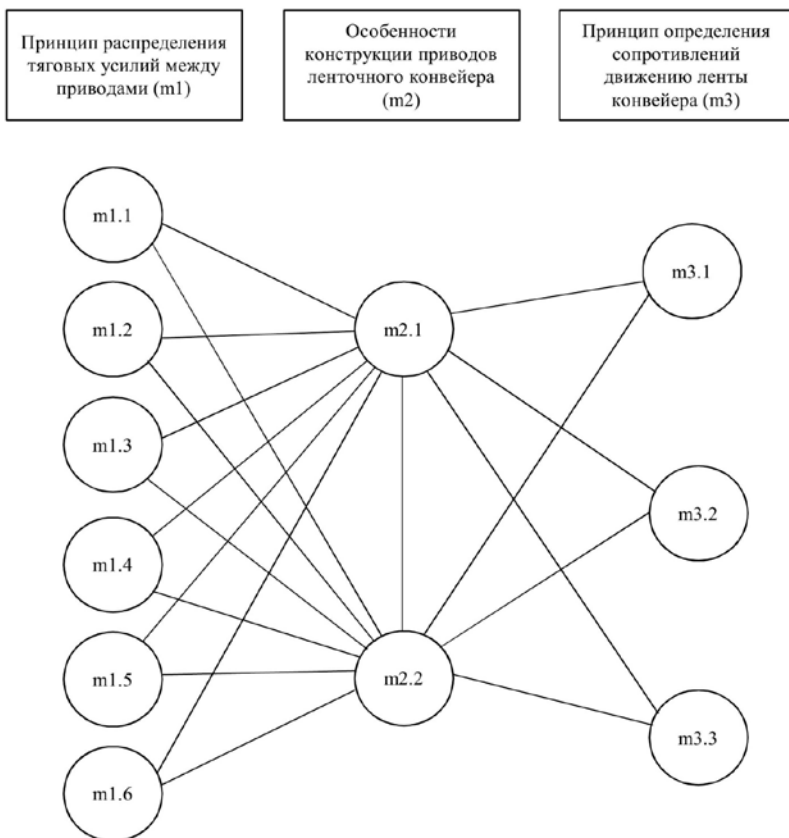 Принцип распределения
тяговых усилий между
приводами (m1)
Особенности
конструкции приводов
ленточного конвейера
(m2)
Принцип определения
сопротивлений
движению ленты
конвейера (m3)
m1.1
m1.2
m1.3
m1.4
m1.5
m1.6
m2.1
m2.2
m3.1
m3.2
m3.3